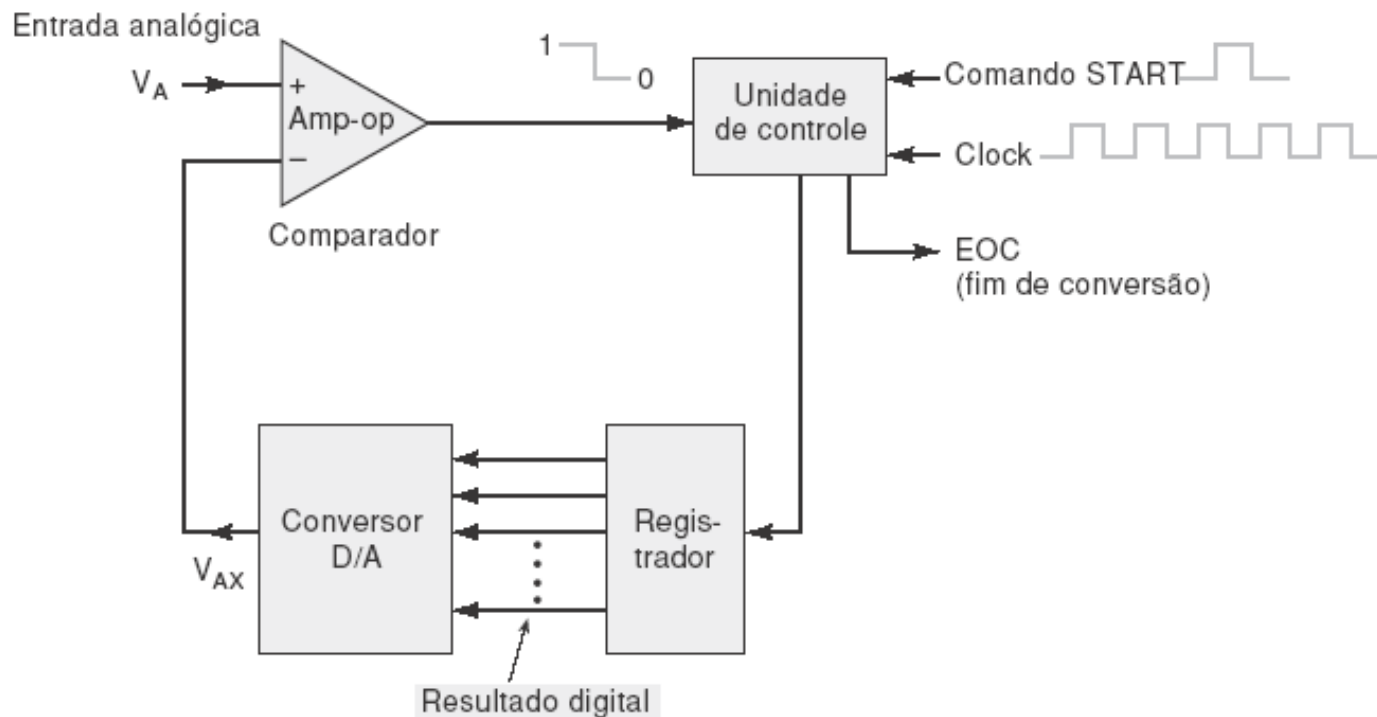 Entrada analógica
V_A
+
Amp-op
−
Comparador
1
0
Unidade
de controle
Comando START
Clock
EOC
(fim de conversão)
Conversor
D/A
Regis-
trador
V_AX
Resultado digital